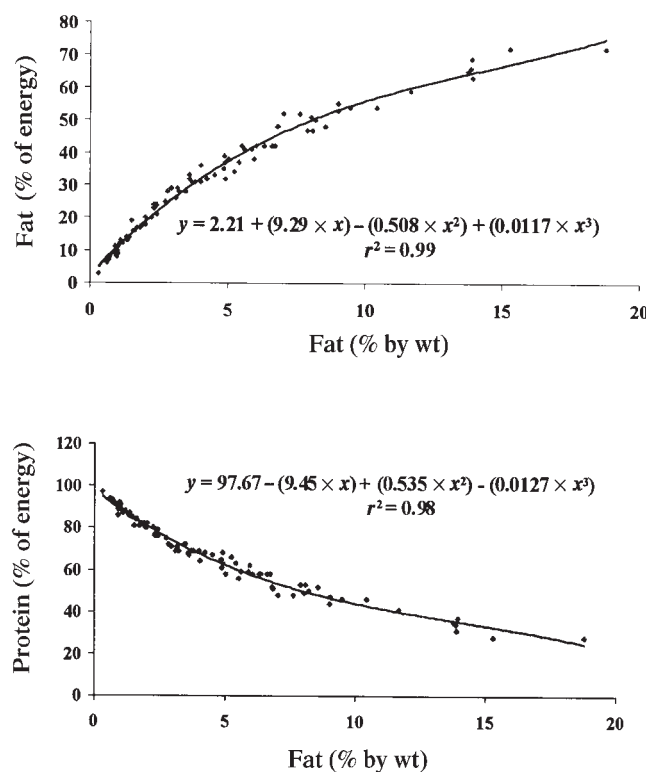 80
70
60
50
40
30
20
10
0
Fat (% of energy)
y = 2.21 + (9.29 × x) – (0.508 × x²) + (0.0117 × x³)
r² = 0.99
0 5 10 15 20
Fat (% by wt)
120
100
80
60
40
20
0
Protein (% of energy)
y = 97.67 – (9.45 × x) + (0.535 × x²) - (0.0127 × x³)
r² = 0.98
0 5 10 15 20
Fat (% by wt)